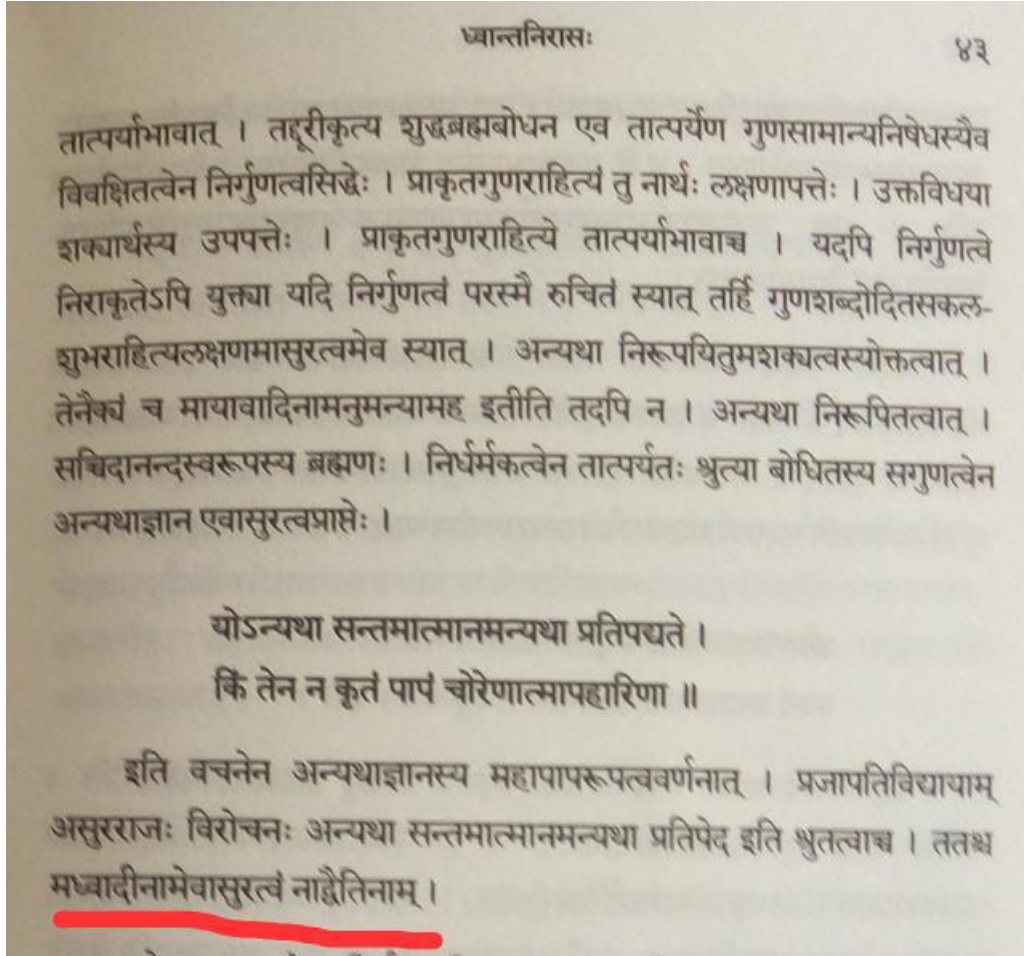 ध्वान्तनिरासः
४३
तात्पर्याभावात् । तद्दूरीकृत्य शुद्धब्रह्मबोधन एव तात्पर्येण गुणसामान्यनिषेधस्यैव
विवक्षितत्वेन निर्गुणत्वसिद्धेः । प्राकृतगुणराहित्यं तु नार्थः लक्षणापत्तेः । उक्तविधया
शक्यार्थस्य उपपत्तेः । प्राकृतगुणराहित्ये तात्पर्याभावाच्च । यदपि निर्गुणत्वे
निराकृतेऽपि युक्त्या यदि निर्गुणत्वं परस्मै रुचितं स्यात् तर्हि गुणशब्दोदितसकल-
शुभराहित्यलक्षणमासुरत्वमेव स्यात् । अन्यथा निरूपयितुमशक्यत्वस्योक्तत्वात् ।
तेनैक्यं च मायावादिनामनुमन्यामह इतीति तदपि न । अन्यथा निरूपितत्वात् ।
सच्चिदानन्दस्वरूपस्य ब्रह्मणः । निर्धर्मकत्वेन तात्पर्यतः श्रुत्या बोधितस्य सगुणत्वेन
अन्यथाज्ञान एवासुरत्वप्राप्तेः ।
योऽन्यथा सन्तमात्मानमन्यथा प्रतिपद्यते ।
किं तेन न कृतं पापं चोरेणात्मापहारिणा ॥
इति वचनेन अन्यथाज्ञानस्य महापापरूपत्ववर्णनात् । प्रजापतिविद्यायाम्
असुरराजः विरोचनः अन्यथा सन्तमात्मानमन्यथा प्रतिपेद इति श्रुतत्वाच्च । ततश्च
मध्वादीनामेवासुरत्वं नाद्वैतिनाम् ।